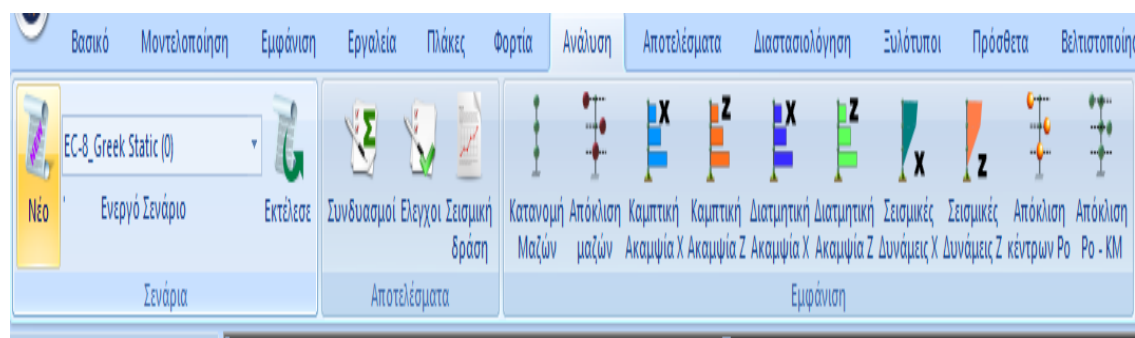 Βασικό Μοντελοποίηση Εμφάνιση Εργαλεία Πλάκες Φορτία Ανάλυση Αποτελέσματα Διαστασιολόγηση Ξυλότυποι Πρόσθετα
X Z X Z
EC-8_Greek Static (0)
X Z
Νέο Ενεργό Σενάριο Εκτέλεσε Συνδυασμοί Ελεγχοι Σεισμική δράση Κατανομή Μαζών Απόκλιση μαζών Καμπτική Ακαμψία X Καμπτική Ακαμψία Z Διατμητική Ακαμψία X Διατμητική Ακαμψία Z Σεισμικές Δυνάμεις X Σεισμικές Δυνάμεις Z Απόκλιση κέντρων Ρο Απόκλιση Ρο - ΚΜ
Σενάρια Αποτελέσματα Εμφάνιση